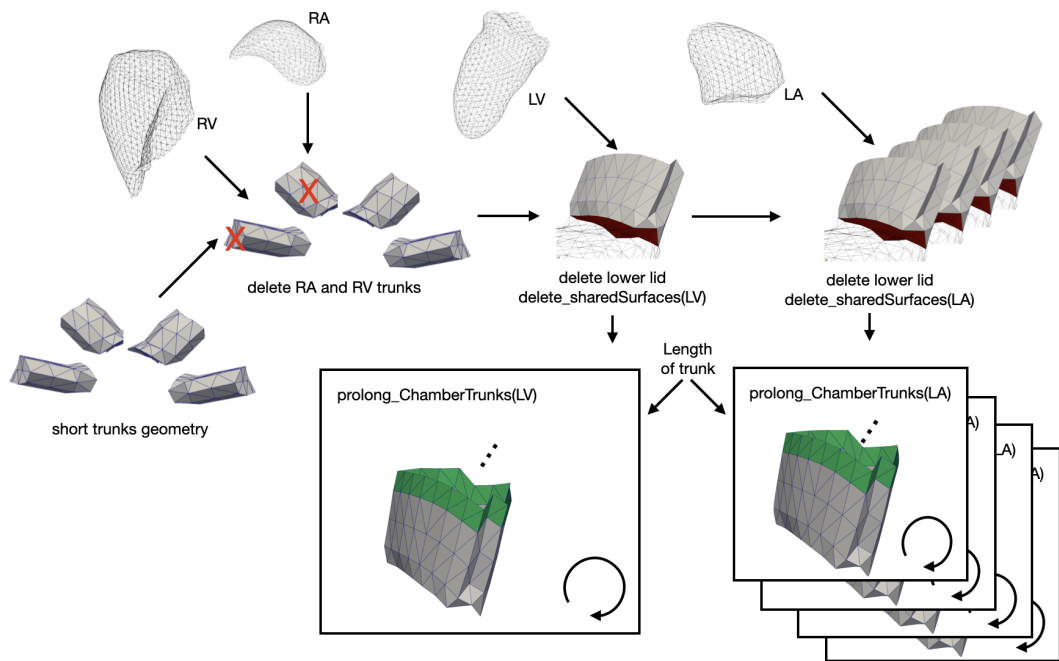 RA
RV
LV
LA
X
X
delete RA and RV trunks
delete lower lid
delete_sharedSurfaces(LV)
delete lower lid
delete_sharedSurfaces(LA)
short trunks geometry
Length
of trunk
prolong_ChamberTrunks(LV)
prolong_ChamberTrunks(LA)
A)
LA)
A)